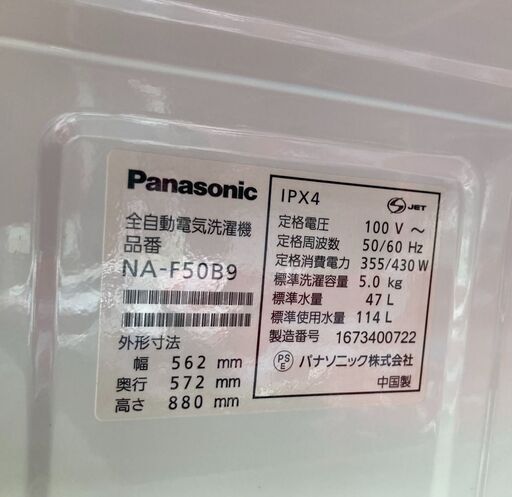 Panasonic
全自動電気洗濯機
品番
NA-F50B9
外形寸法
幅 562 mm
奥行 572 mm
高さ 880 mm
IPX4
S JET
定格電圧 100 V ～
定格周波数 50/60 Hz
定格消費電力 355/430 W
標準洗濯容量 5.0 kg
標準水量 47 L
標準使用水量 114 L
製造番号 1673400722
PS E パナソニック株式会社
中国製